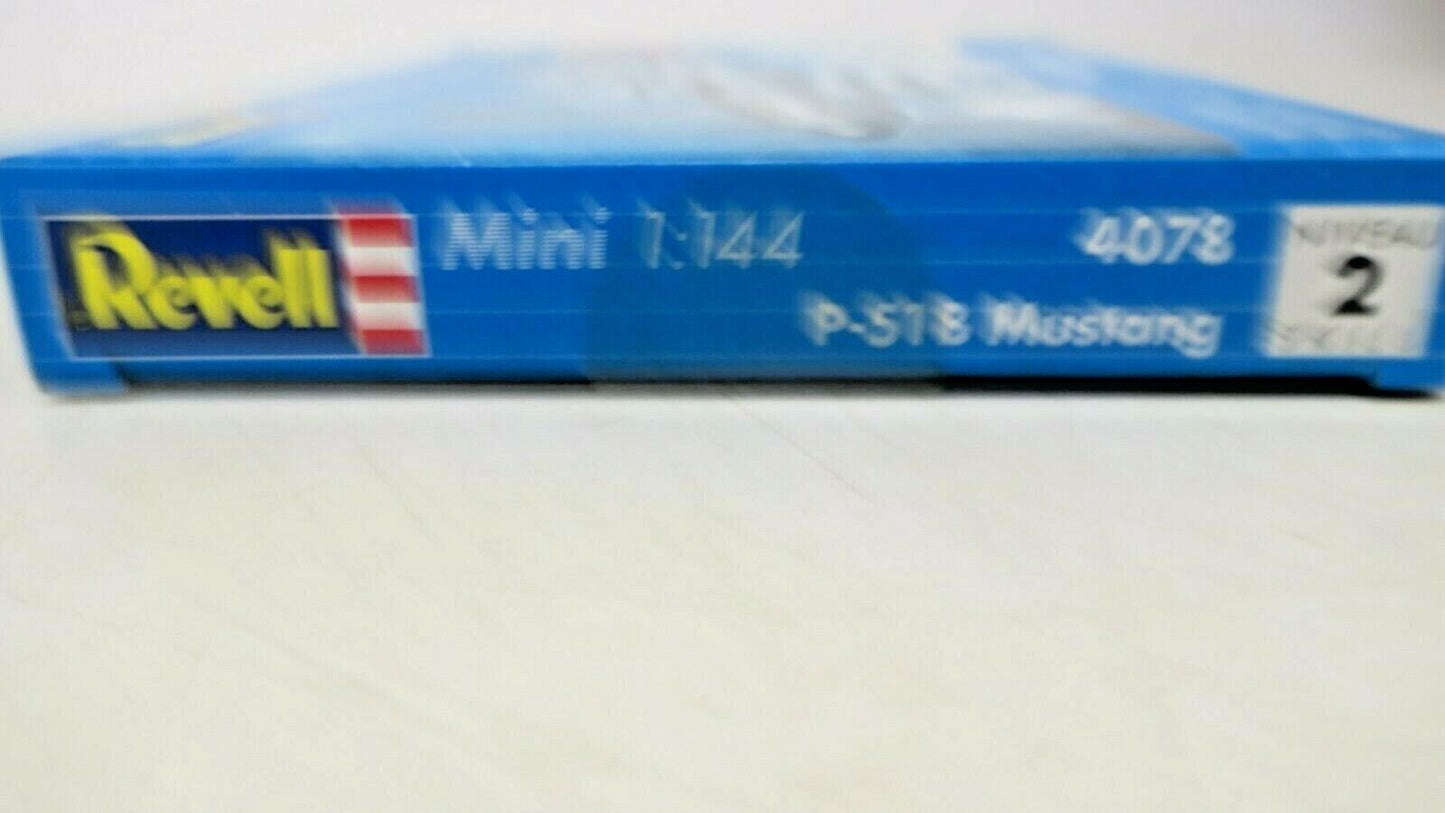 Revell
Mini 1:144
4078
P-51B Mustang
NIVEAU
2